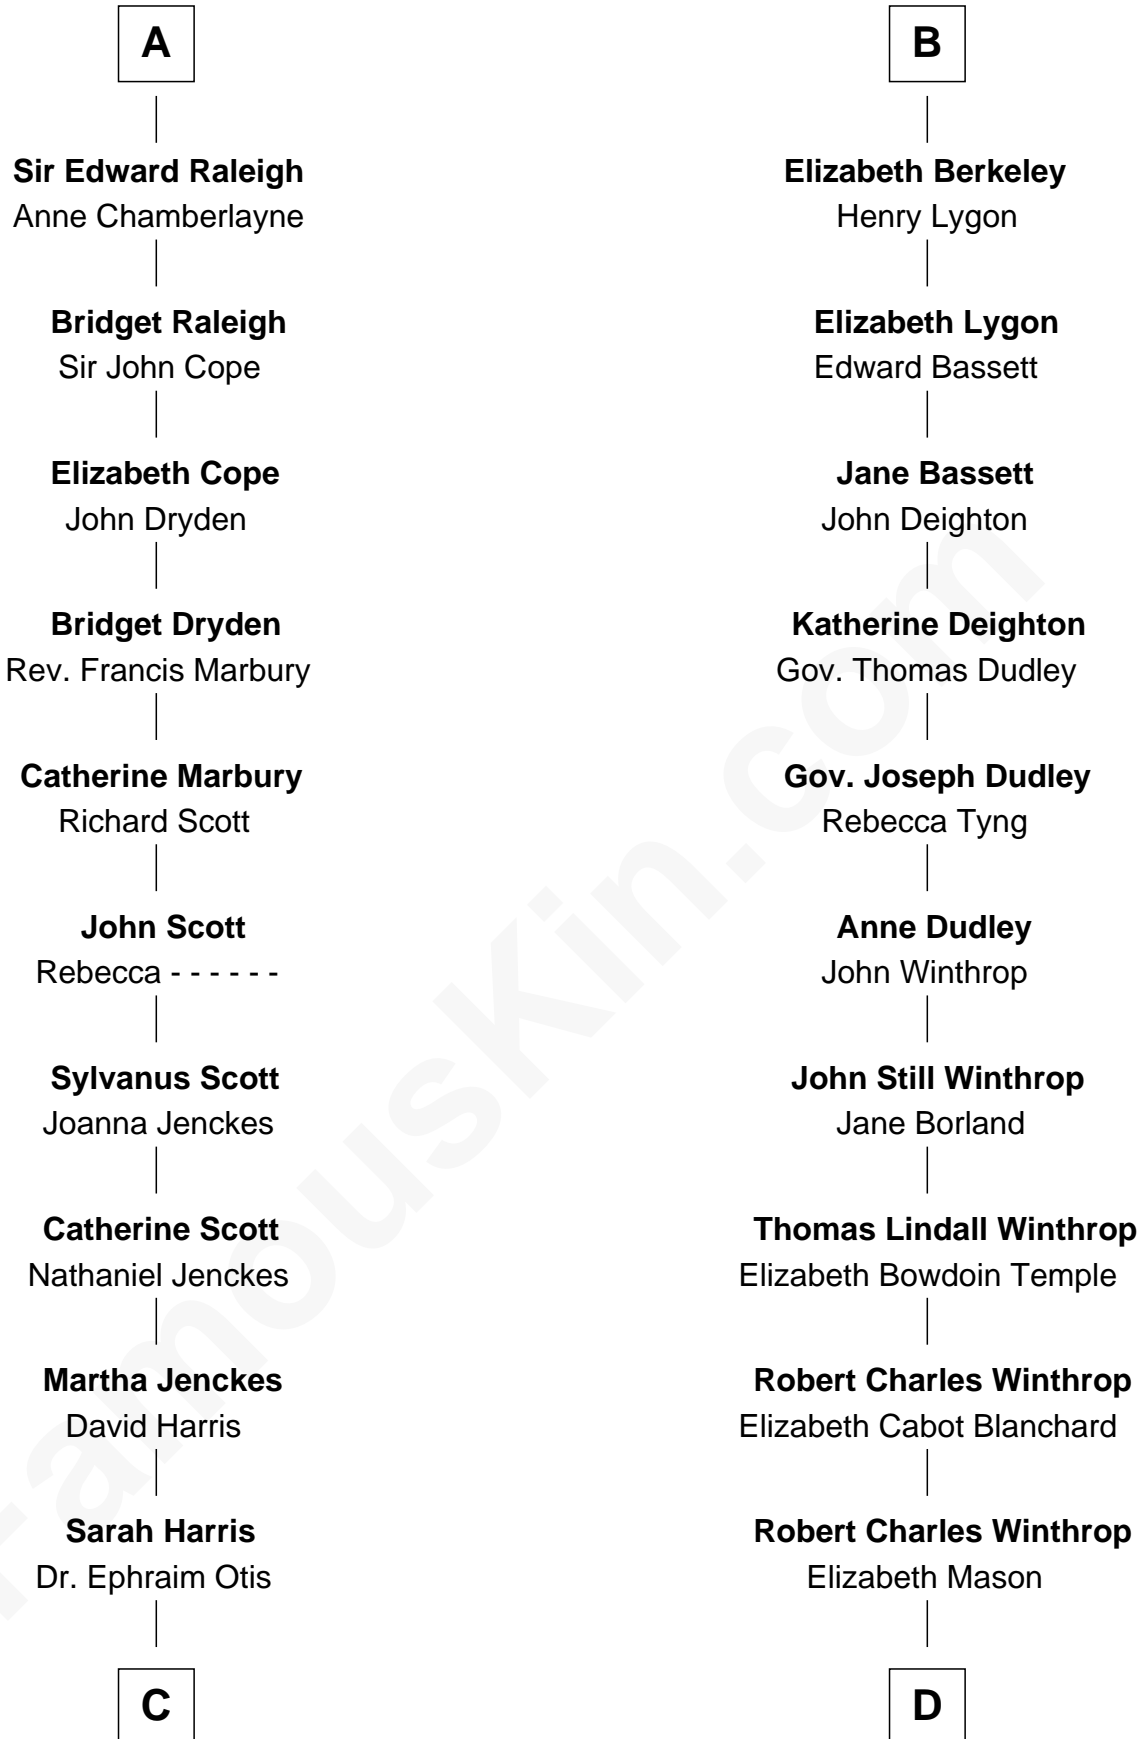 A
Sir Edward Raleigh
Anne Chamberlayne
Bridget Raleigh
Sir John Cope
Elizabeth Cope
John Dryden
Bridget Dryden
Rev. Francis Marbury
Catherine Marbury
Richard Scott
John Scott
Rebecca - - - - - -
Sylvanus Scott
Joanna Jenckes
Catherine Scott
Nathaniel Jenckes
Martha Jenckes
David Harris
Sarah Harris
Dr. Ephraim Otis
C
B
Elizabeth Berkeley
Henry Lygon
Elizabeth Lygon
Edward Bassett
Jane Bassett
John Deighton
Katherine Deighton
Gov. Thomas Dudley
Gov. Joseph Dudley
Rebecca Tyng
Anne Dudley
John Winthrop
John Still Winthrop
Jane Borland
Thomas Lindall Winthrop
Elizabeth Bowdoin Temple
Robert Charles Winthrop
Elizabeth Cabot Blanchard
Robert Charles Winthrop
Elizabeth Mason
D
FamousKin.com